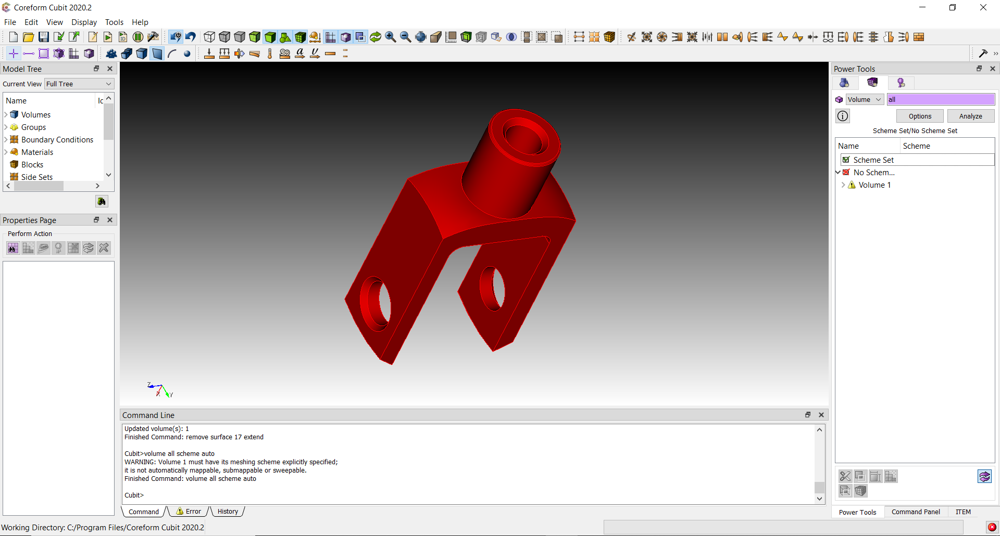 Coreform Cubit 2020.2
File Edit View Display Tools Help
Model Tree
Current View Full Tree
Name
Volumes
Groups
Boundary Conditions
Materials
Blocks
Side Sets
Properties Page
Perform Action
Z
X
Y
Command Line
Updated volume(s): 1
Finished Command: remove surface 17 extend
Cubit>volume all scheme auto
WARNING: Volume 1 must have its meshing scheme explicitly specified;
it is not automatically mappable, submappable or sweepable.
Finished Command: volume all scheme auto
Cubit>
Command Error History
Power Tools
Volume all
Options Analyze
Scheme Set/No Scheme Set
Name Scheme
Scheme Set
No Schem...
Volume 1
Power Tools Command Panel ITEM
Working Directory: C:/Program Files/Coreform Cubit 2020.2